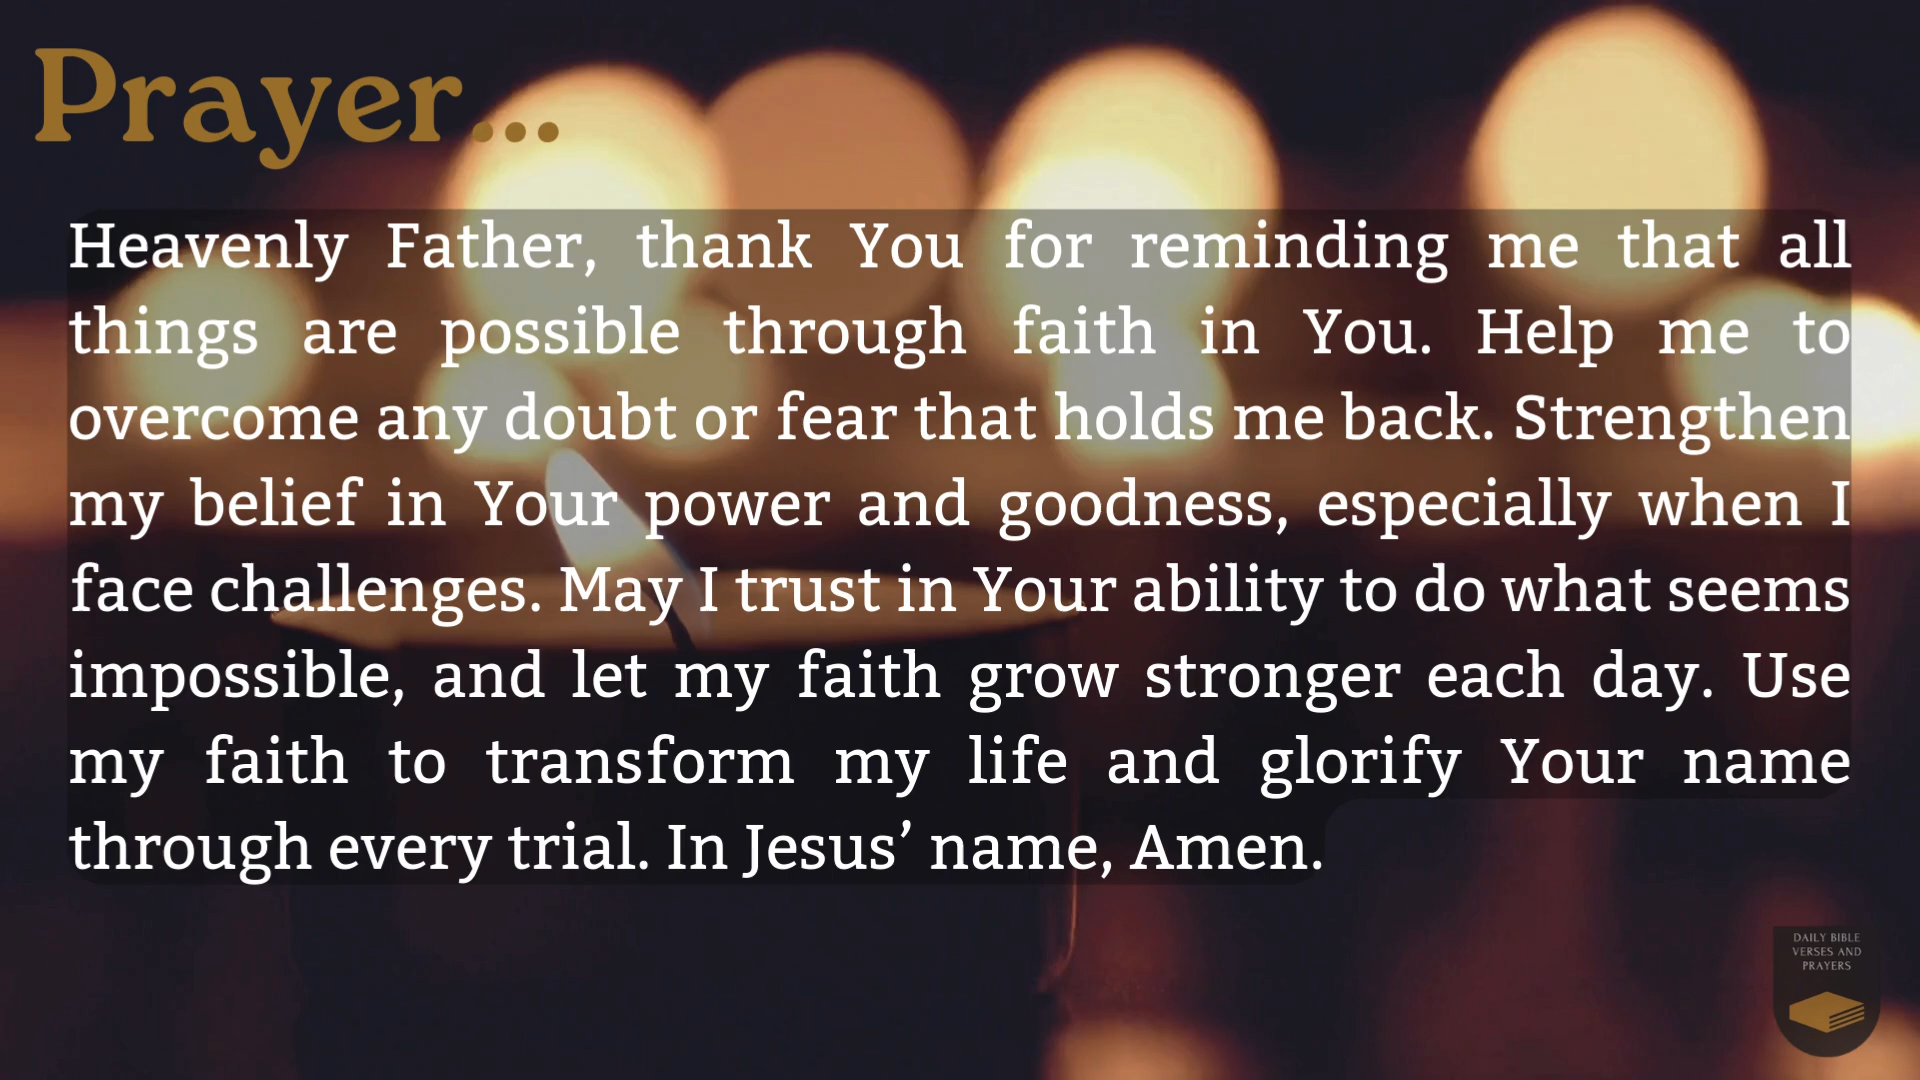 Prayer...
Heavenly Father, thank You for reminding me that all
things are possible through faith in You. Help me to
overcome any doubt or fear that holds me back. Strengthen
my belief in Your power and goodness, especially when I
face challenges. May I trust in Your ability to do what seems
impossible, and let my faith grow stronger each day. Use
my faith to transform my life and glorify Your name
through every trial. In Jesus’ name, Amen.
DAILY BIBLE
VERSES AND
PRAYERS